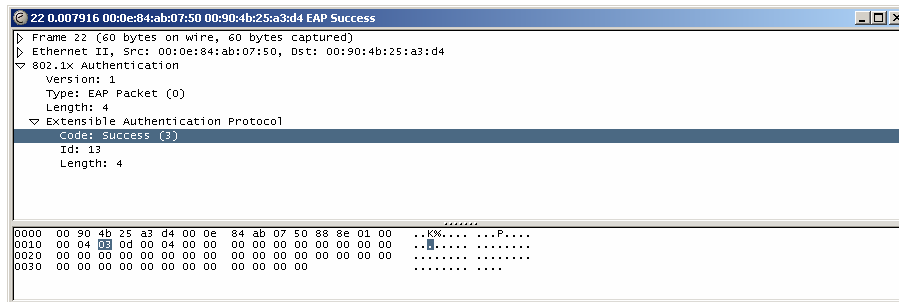 22 0.007916 00:0e:84:ab:07:50 00:90:4b:25:a3:d4 EAP Success
Frame 22 (60 bytes on wire, 60 bytes captured)
Ethernet II, Src: 00:0e:84:ab:07:50, Dst: 00:90:4b:25:a3:d4
802.1x Authentication
Version: 1
Type: EAP Packet (0)
Length: 4
Extensible Authentication Protocol
Code: Success (3)
Id: 13
Length: 4
0000 00 90 4b 25 a3 d4 00 0e 84 ab 07 50 88 8e 01 00 ..K%.... ...P....
0010 00 04 03 0d 00 04 00 00 00 00 00 00 00 00 00 00 ........ ........
0020 00 00 00 00 00 00 00 00 00 00 00 00 00 00 00 00 ........ ........
0030 00 00 00 00 00 00 00 00 00 00 00 00 ........ ....